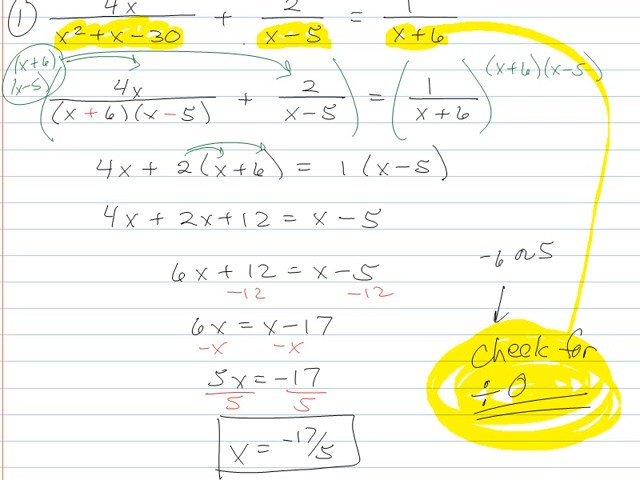 ① 4x/(x² + x - 30) + 2/(x - 5) = 1/(x + 6)
(x+6)
(x-5)
(4x/((x + 6)(x - 5)) + 2/(x - 5)) = (1/(x + 6)) (x+6)(x-5)
4x + 2(x+6) = 1(x-5)
4x + 2x + 12 = x - 5
-6 or 5
6x + 12 = x - 5
-12 -12
6x = x - 17
-x -x
check for
÷ 0
5x = -17
5 5
x = -17/5